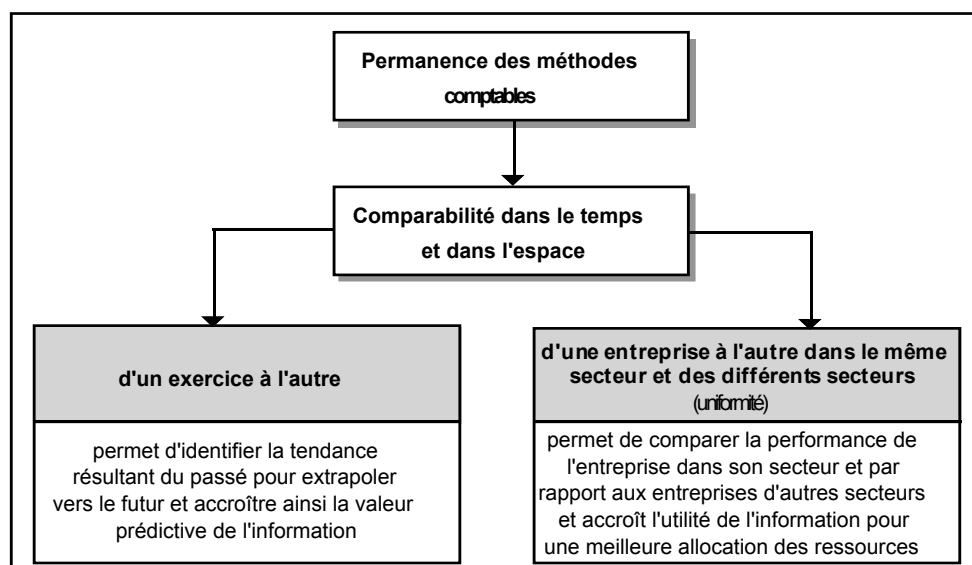 Permanence des méthodes
comptables
Comparabilité dans le temps
et dans l'espace
d'un exercice à l'autre
permet d'identifier la tendance
résultant du passé pour extrapoler
vers le futur et accroître ainsi la valeur
prédictive de l'information
d'une entreprise à l'autre dans le même
secteur et des différents secteurs
(uniformité)
permet de comparer la performance de
l'entreprise dans son secteur et par
rapport aux entreprises d'autres secteurs
et accroît l'utilité de l'information pour
une meilleure allocation des ressources